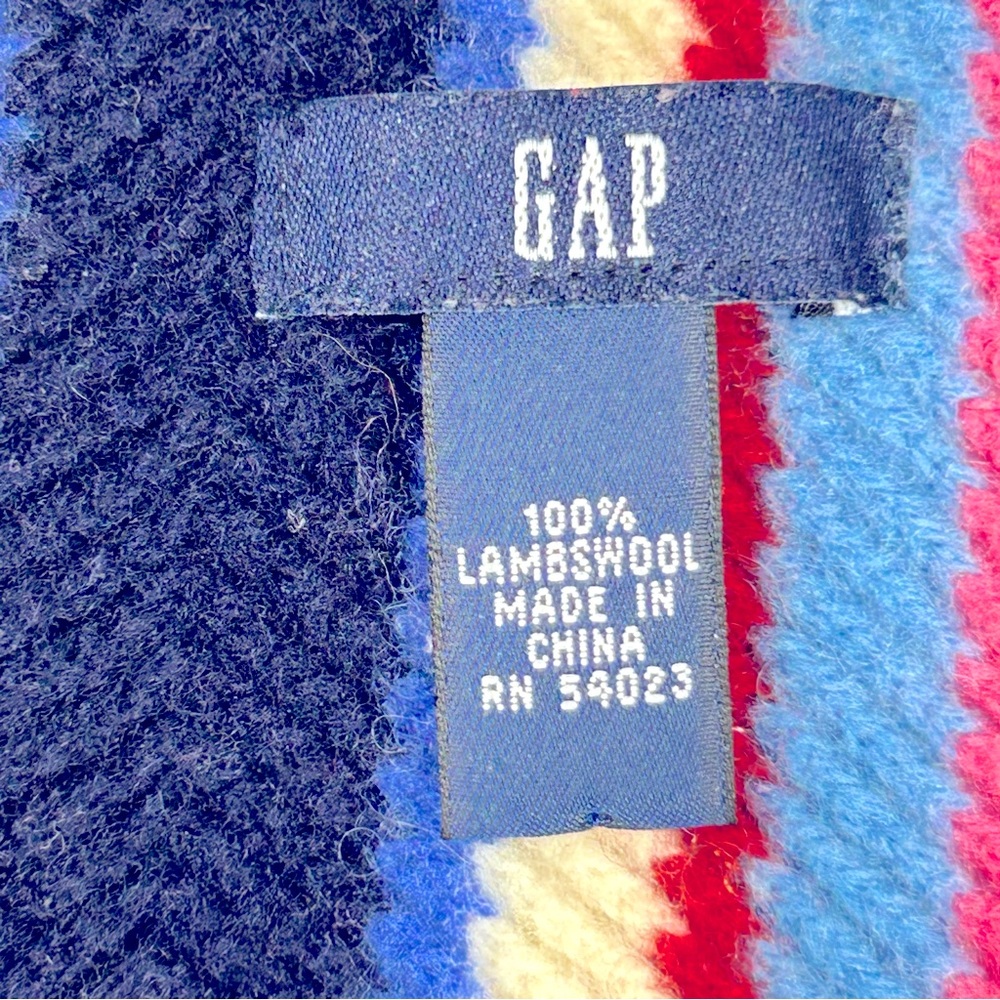 GAP
100%
LAMBSWOOL
MADE IN
CHINA
RN 54023